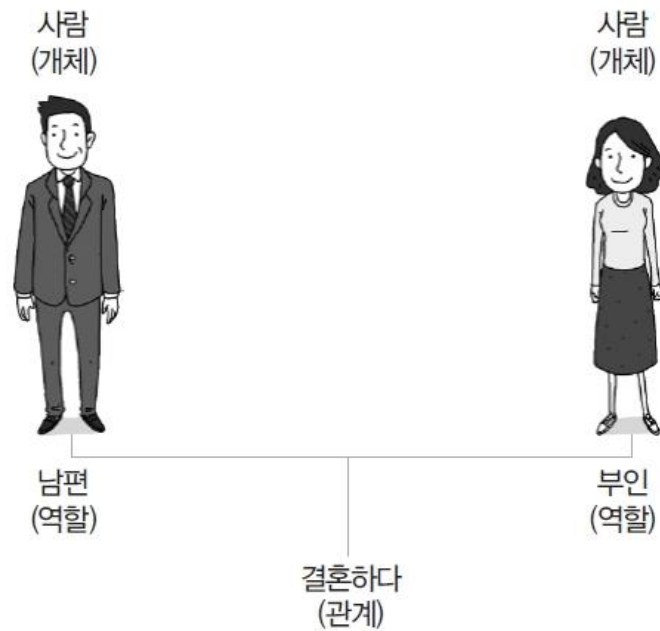 사람
(개체)
사람
(개체)
남편
(역할)
부인
(역할)
결혼하다
(관계)